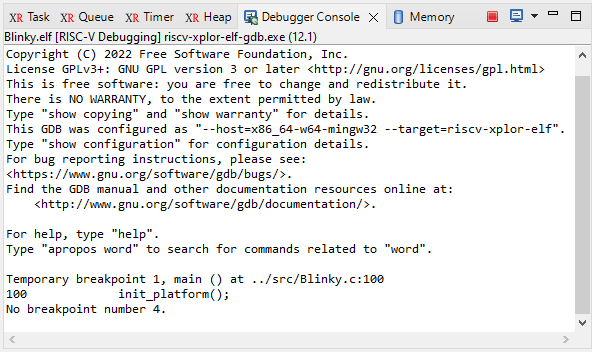 XR Task XR Queue XR Timer XR Heap Debugger Console Memory
Blinky.elf [RISC-V Debugging] riscv-xplor-elf-gdb.exe (12.1)
Copyright (C) 2022 Free Software Foundation, Inc.
License GPLv3+: GNU GPL version 3 or later <http://gnu.org/licenses/gpl.html>
This is free software: you are free to change and redistribute it.
There is NO WARRANTY, to the extent permitted by law.
Type "show copying" and "show warranty" for details.
This GDB was configured as "--host=x86_64-w64-mingw32 --target=riscv-xplor-elf".
Type "show configuration" for configuration details.
For bug reporting instructions, please see:
<https://www.gnu.org/software/gdb/bugs/>.
Find the GDB manual and other documentation resources online at:
    <http://www.gnu.org/software/gdb/documentation/>.

For help, type "help".
Type "apropos word" to search for commands related to "word".

Temporary breakpoint 1, main () at ../src/Blinky.c:100
100	    init_platform();
No breakpoint number 4.